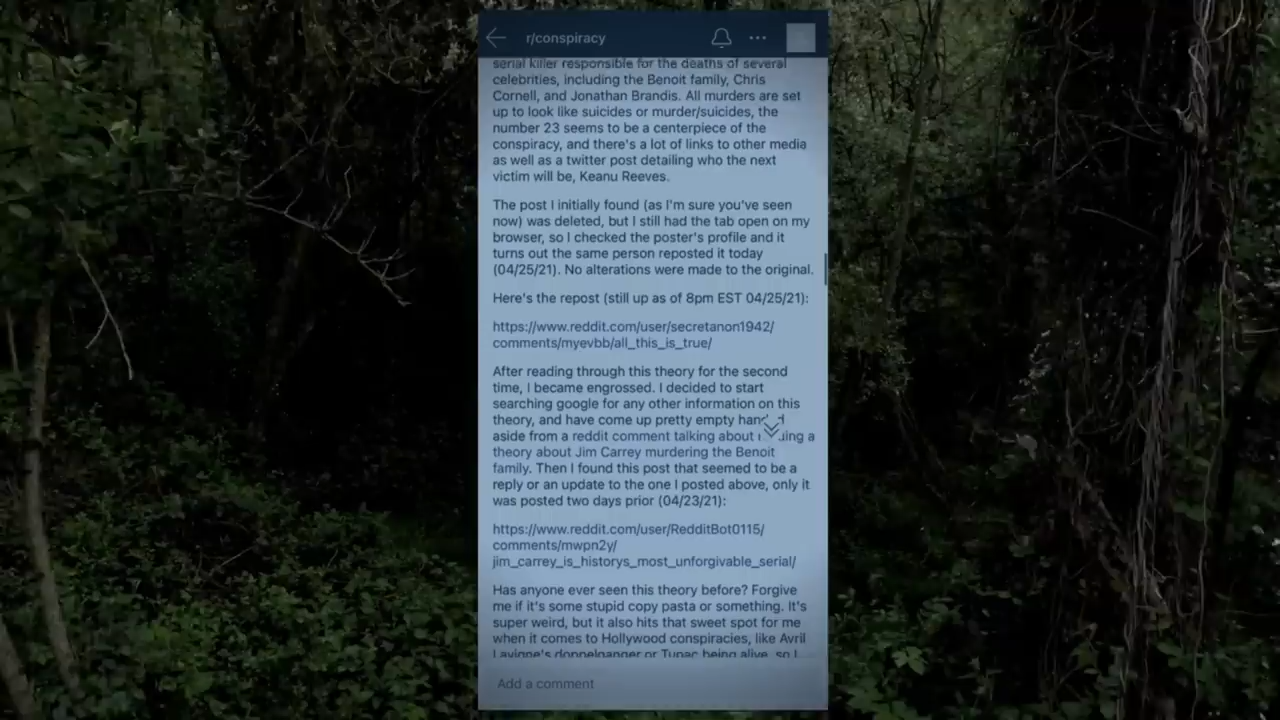 r/conspiracy
serial killer responsible for the deaths of several
celebrities, including the Benoit family, Chris
Cornell, and Jonathan Brandis. All murders are set
up to look like suicides or murder/suicides, the
number 23 seems to be a centerpiece of the
conspiracy, and there's a lot of links to other media
as well as a twitter post detailing who the next
victim will be, Keanu Reeves.
The post I initially found (as I'm sure you've seen
now) was deleted, but I still had the tab open on my
browser, so I checked the poster's profile and it
turns out the same person reposted it today
(04/25/21). No alterations were made to the original.
Here's the repost (still up as of 8pm EST 04/25/21):
https://www.reddit.com/user/secretanon1942/
comments/myevbb/all_this_is_true/
After reading through this theory for the second
time, I became engrossed. I decided to start
searching google for any other information on this
theory, and have come up pretty empty
aside from a reddit comment talking about a
theory about Jim Carrey murdering the Benoit
family. Then I found this post that seemed to be a
reply or an update to the one I posted above, only it
was posted two days prior (04/23/21):
https://www.reddit.com/user/RedditBot0115/
comments/mwpn2y/
jim_carrey_is_historys_most_unforgivable_serial/
Has anyone ever seen this theory before? Forgive
me if it's some stupid copy pasta or something. It's
super weird, but it also hits that sweet spot for me
when it comes to Hollywood conspiracies, like Avril
Lavigne's doppelganger or Tupac being alive, so I
Add a comment